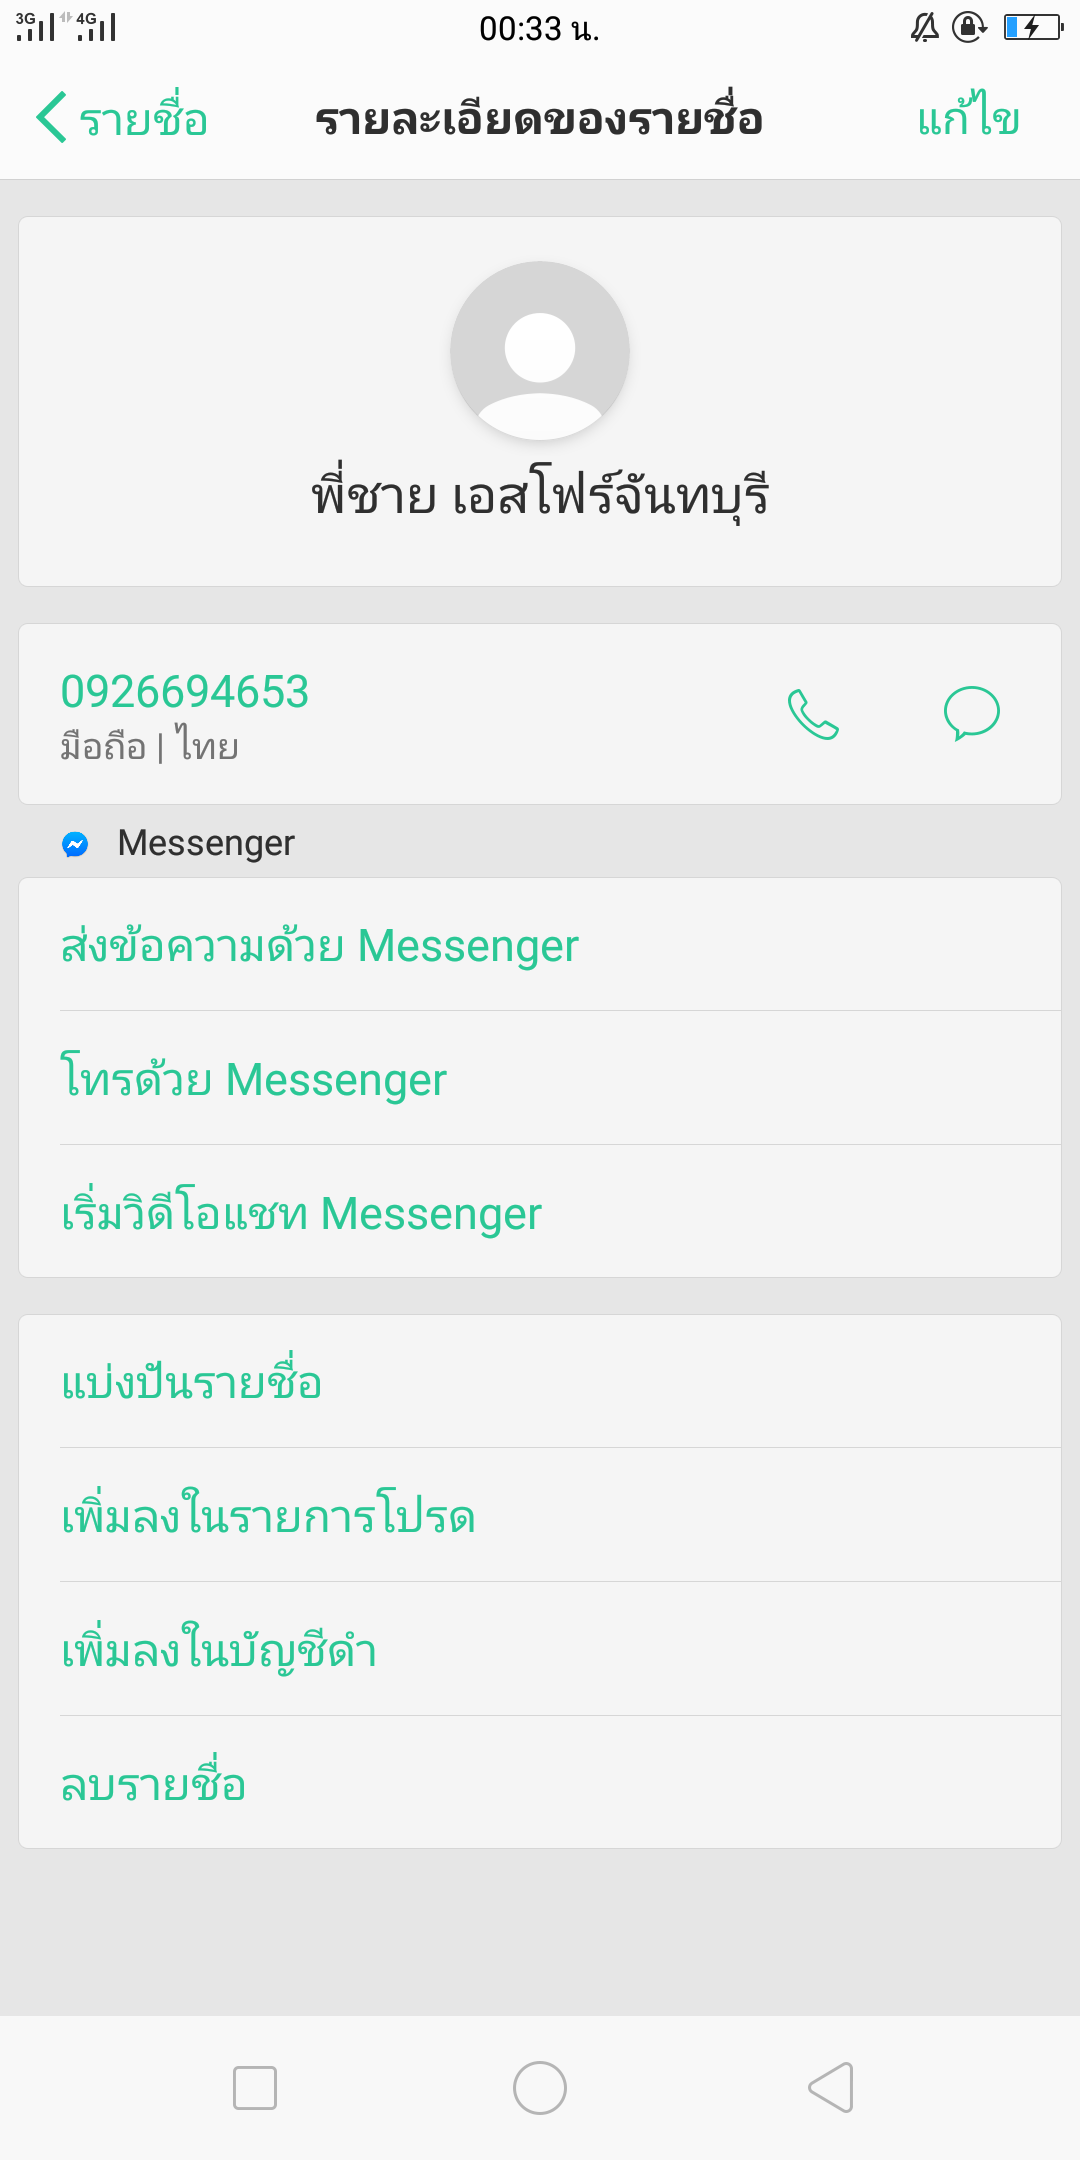 3G 4G 00:33 น.
รายชื่อ รายละเอียดของรายชื่อ แก้ไข
พี่ชาย เอสโฟร์จันทบุรี
0926694653
มือถือ | ไทย
Messenger
ส่งข้อความด้วย Messenger
โทรด้วย Messenger
เริ่มวิดีโอแชท Messenger
แบ่งปันรายชื่อ
เพิ่มลงในรายการโปรด
เพิ่มลงในบัญชีดำ
ลบรายชื่อ